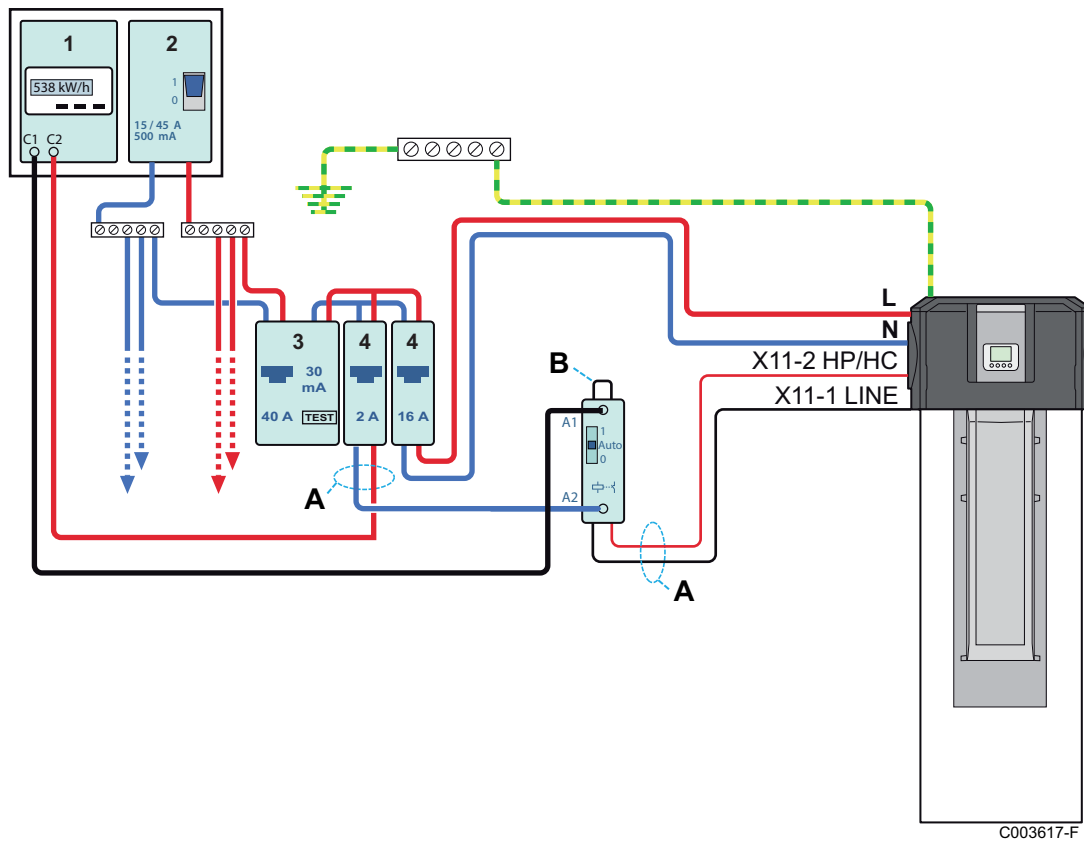 1
2
538 kW/h
1
0
15 / 45 A
500 mA
C1 C2
L
N
X11-2 HP/HC
X11-1 LINE
3
4
4
30
mA
40 A
TEST
2 A
16 A
B
A1
1
Auto
0
A2
A
A
C003617-F